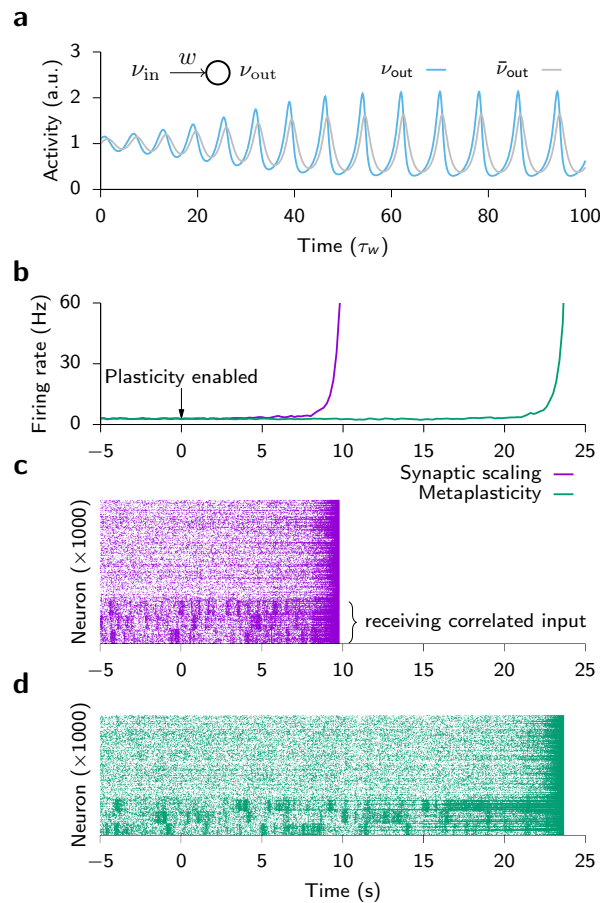 a
Activity (a.u.)
3
2
1
0
ν_in w ν_out
ν_out ν̄_out
0 20 40 60 80 100
Time (τ_w)
b
Firing rate (Hz)
60
30
0
Plasticity enabled
−5 0 5 10 15 20 25
Synaptic scaling
Metaplasticity
c
Neuron (×1000)
receiving correlated input
−5 0 5 10 15 20 25
d
Neuron (×1000)
−5 0 5 10 15 20 25
Time (s)